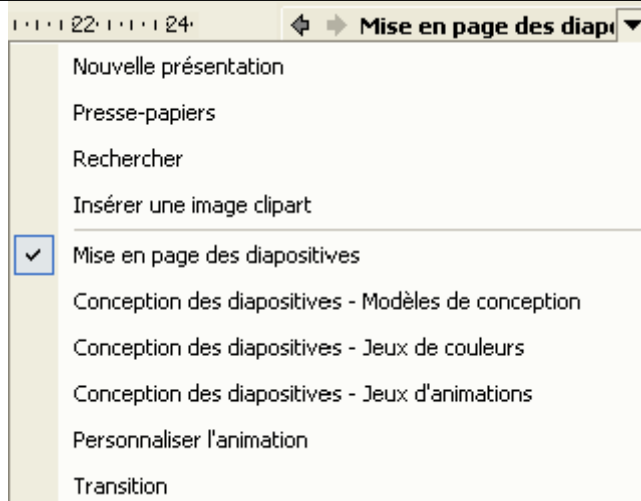 22 24 Mise en page des diap
Nouvelle présentation
Presse-papiers
Rechercher
Insérer une image clipart
Mise en page des diapositives
Conception des diapositives - Modèles de conception
Conception des diapositives - Jeux de couleurs
Conception des diapositives - Jeux d'animations
Personnaliser l'animation
Transition